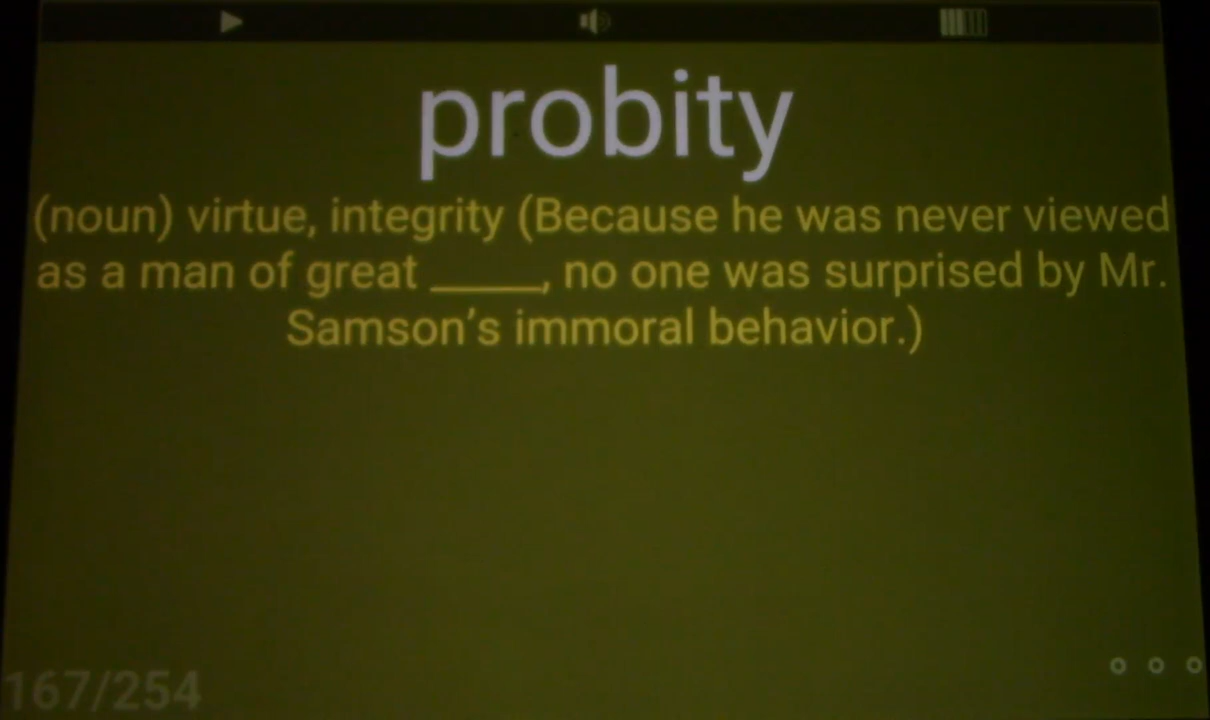 probity
(noun) virtue, integrity (Because he was never viewed
as a man of great _____, no one was surprised by Mr.
Samson’s immoral behavior.)
167/254